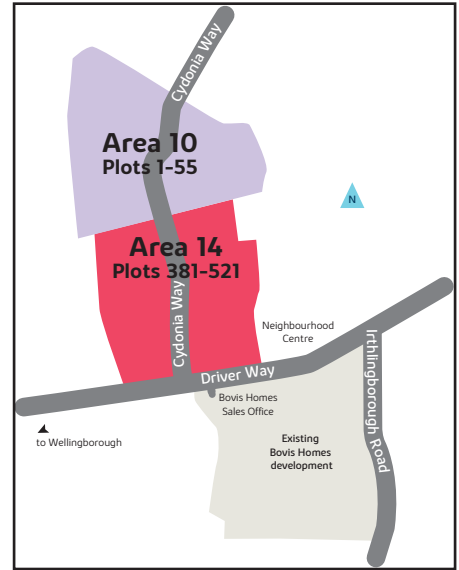 Cydonia Way
Area 10
Plots 1-55
N
Area 14
Plots 381-521
Cydonia Way
Neighbourhood
Centre
Irthlingborough Road
Driver Way
Bovis Homes
Sales Office
to Wellingborough
Existing
Bovis Homes
development